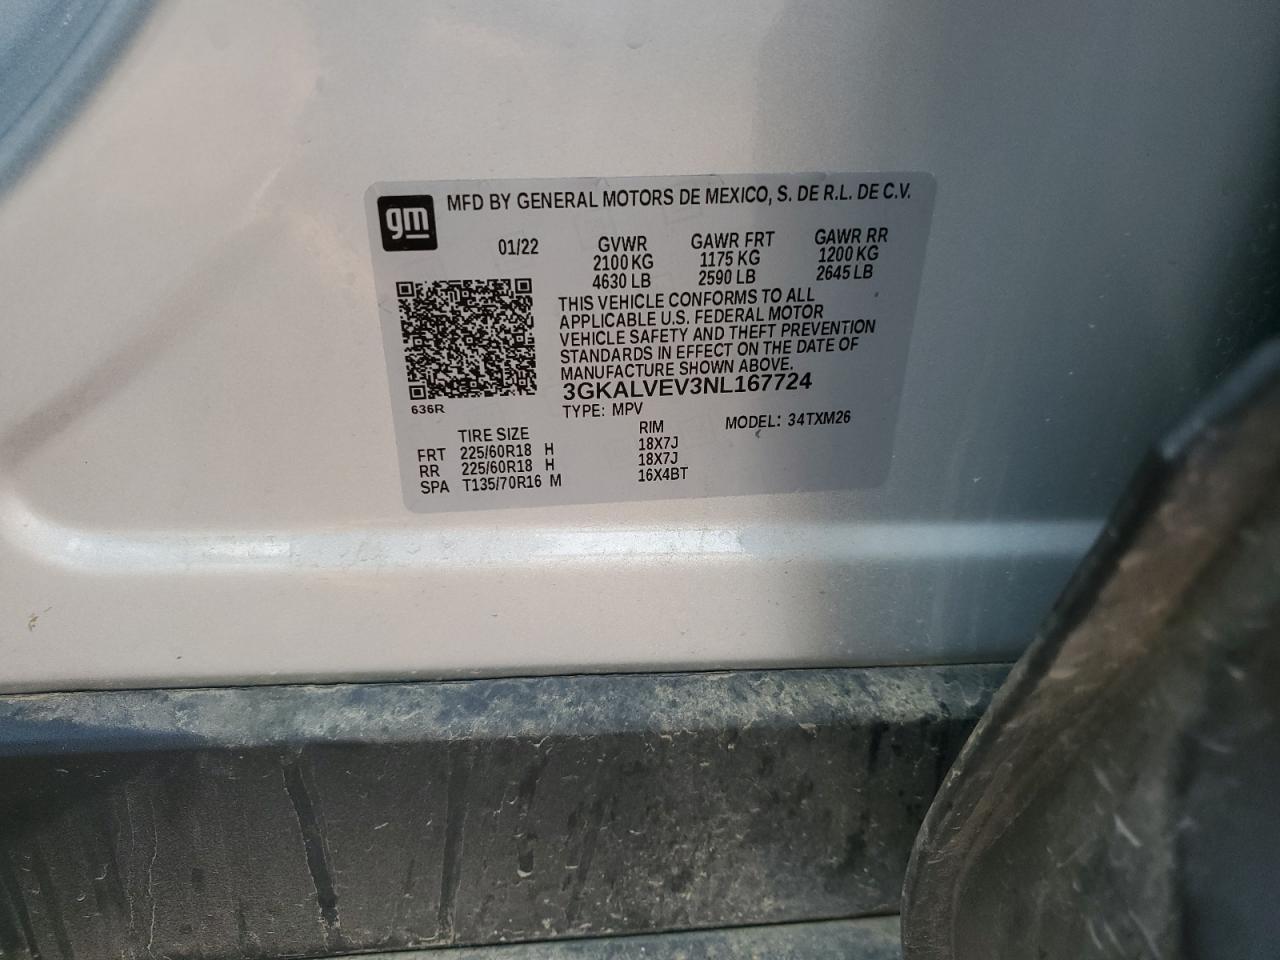 gm
MFD BY GENERAL MOTORS DE MEXICO, S. DE R.L. DE C.V.
01/22 GVWR GAWR FRT GAWR RR
2100 KG 1175 KG 1200 KG
4630 LB 2590 LB 2645 LB
THIS VEHICLE CONFORMS TO ALL
APPLICABLE U.S. FEDERAL MOTOR
VEHICLE SAFETY AND THEFT PREVENTION
STANDARDS IN EFFECT ON THE DATE OF
MANUFACTURE SHOWN ABOVE.
3GKALVEV3NL167724
636R
TYPE: MPV MODEL: 34TXM26
TIRE SIZE RIM
FRT 225/60R18 H 18X7J
RR 225/60R18 H 18X7J
SPA T135/70R16 M 16X4BT